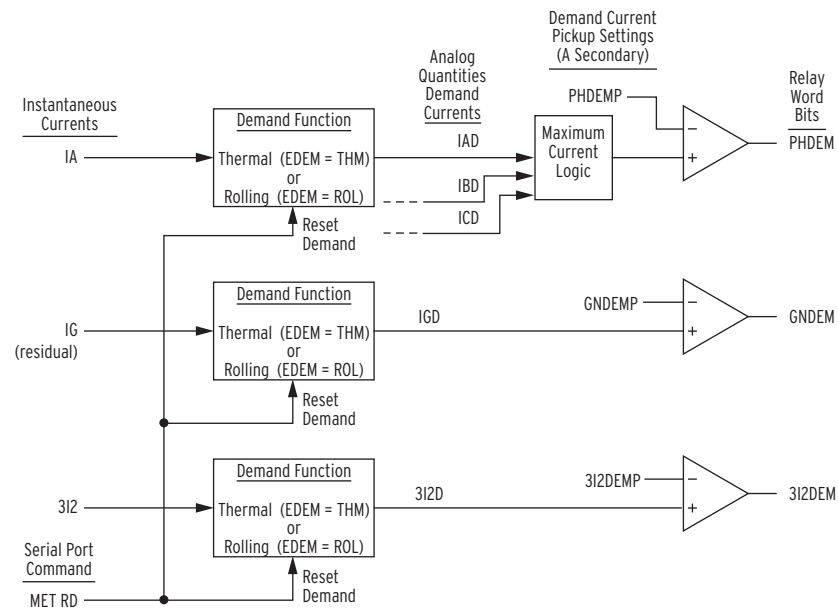 Demand Current
Pickup Settings
(A Secondary)
Analog
Quantities
Demand
Currents
Relay
Word
Bits
Instantaneous
Currents
PHDEMP
IA
Demand Function
Thermal (EDEM = THM)
or
Rolling (EDEM = ROL)
IAD
IBD
ICD
Maximum
Current
Logic
−
+
PHDEM
Reset
Demand
IG
(residual)
Demand Function
Thermal (EDEM = THM)
or
Rolling (EDEM = ROL)
IGD
GNDEMP
−
+
GNDEM
Reset
Demand
3I2
Demand Function
Thermal (EDEM = THM)
or
Rolling (EDEM = ROL)
3I2D
3I2DEMP
−
+
3I2DEM
Reset
Demand
Serial Port
Command
MET RD